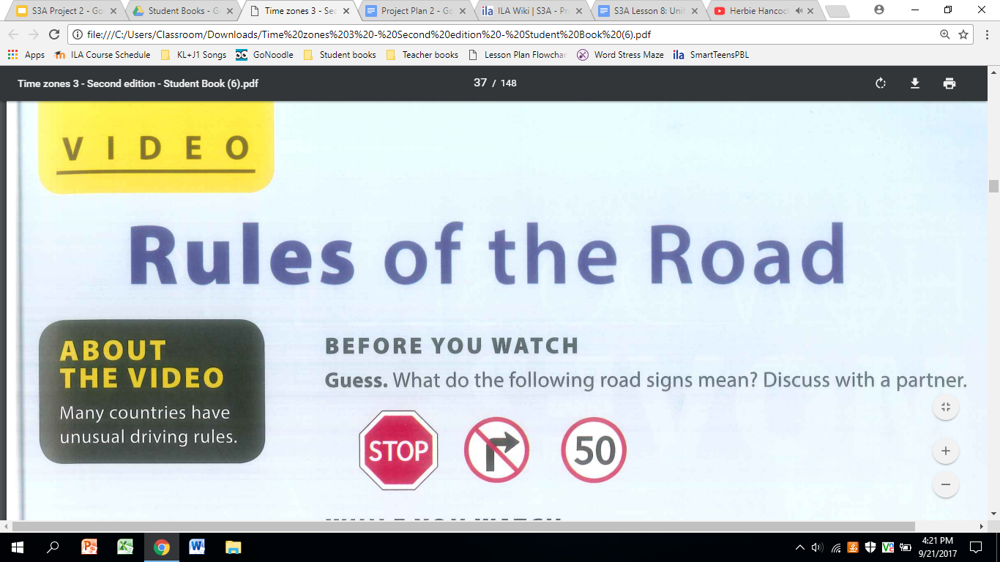 S3A Project 2 - Go
Student Books - G
Time zones 3 - Sec
Project Plan 2 - Go
ILA Wiki | S3A - Pr
S3A Lesson 8: Unit
Herbie Hancock
file:///C:/Users/Classroom/Downloads/Time%20zones%203%20-%20Second%20edition%20-%20Student%20Book%20(6).pdf
Apps
ILA Course Schedule
KL+J1 Songs
GoNoodle
Student books
Teacher books
Lesson Plan Flowchar
Word Stress Maze
ila SmartTeensPBL
Time zones 3 - Second edition - Student Book (6).pdf
37 / 148
VIDEO
Rules of the Road
ABOUT
THE VIDEO
Many countries have
unusual driving rules.
BEFORE YOU WATCH
Guess. What do the following road signs mean? Discuss with a partner.
STOP
50
4:21 PM
9/21/2017